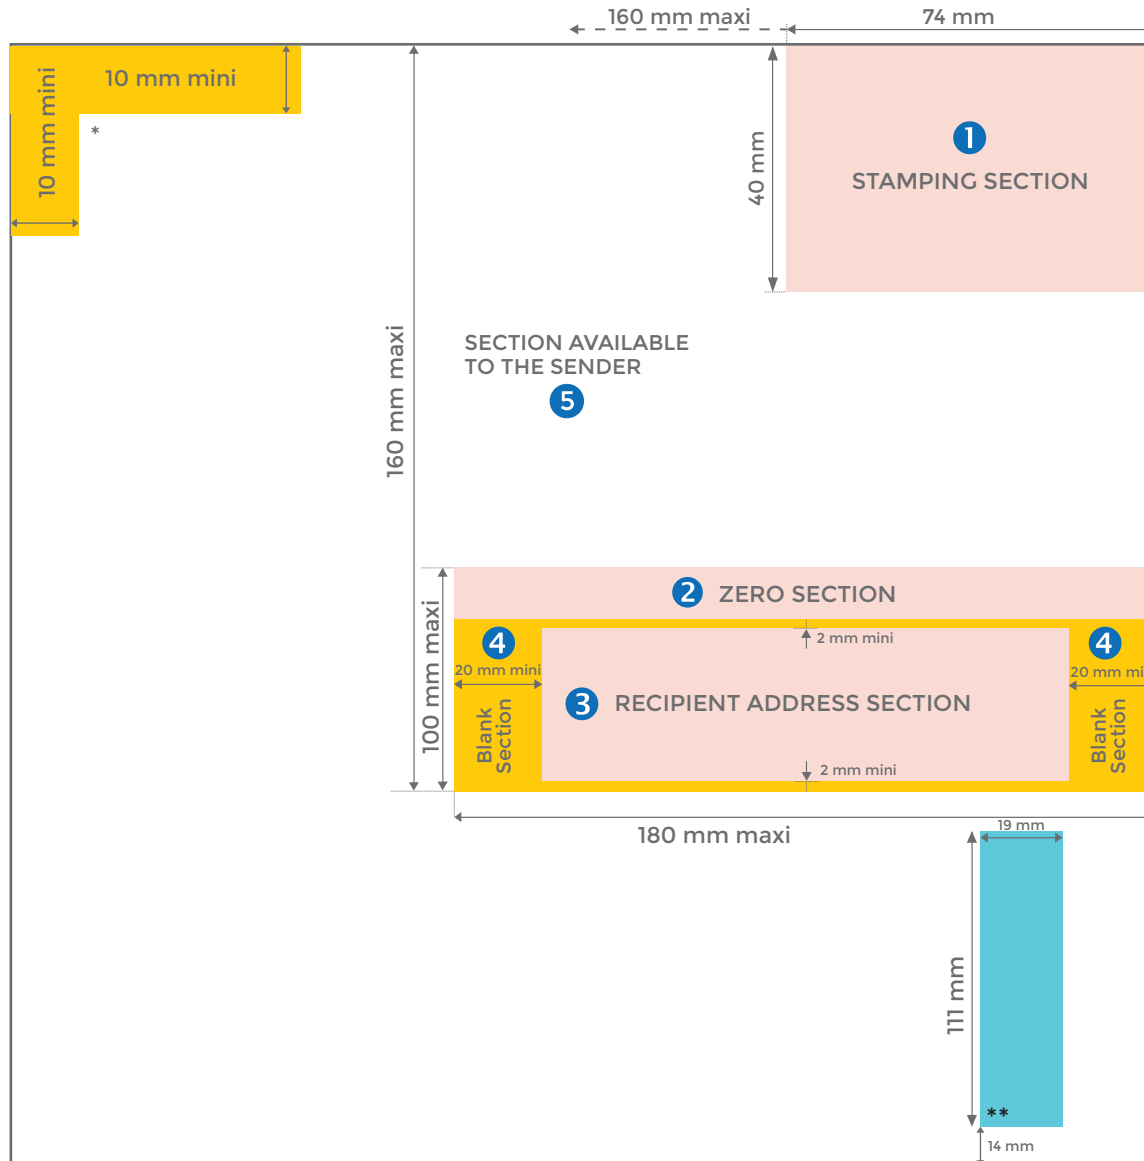 160 mm maxi
74 mm
10 mm mini
10 mm mini
*
40 mm
1
STAMPING SECTION
160 mm maxi
SECTION AVAILABLE
TO THE SENDER
5
2 ZERO SECTION
100 mm maxi
4
20 mm mini
Blank
Section
2 mm mini
3 RECIPIENT ADDRESS SECTION
2 mm mini
4
20 mm mi
Blank
Section
180 mm maxi
19 mm
111 mm
**
14 mm